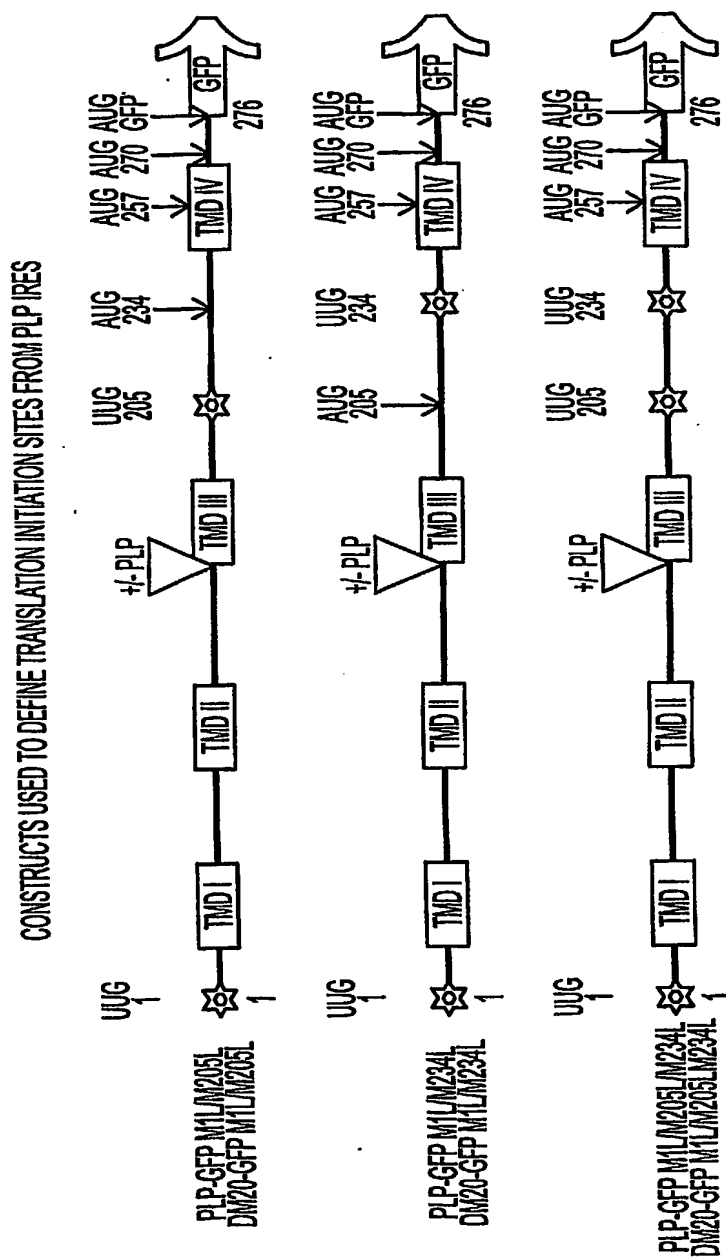 CONSTRUCTS USED TO DEFINE TRANSLATION INITIATION SITES FROM PLP IRES
UUG
1
UUG
205
AUG
234
AUG
257
AUG
270
AUG
GFP
+/- PLP
TMD I
TMD II
TMD III
TMD IV
GFP
1
276
PLP-GFP M1L/M205L
DM20-GFP M1L/M205L
UUG
1
AUG
205
UUG
234
AUG
257
AUG
270
AUG
GFP
+/- PLP
TMD I
TMD II
TMD III
TMD IV
GFP
1
276
PLP-GFP M1L/M234L
DM20-GFP M1L/M234L
UUG
1
UUG
205
UUG
234
AUG
257
AUG
270
AUG
GFP
+/- PLP
TMD I
TMD II
TMD III
TMD IV
GFP
1
276
PLP-GFP M1L/M205L/M234L
DM20-GFP M1L/M205LM234L